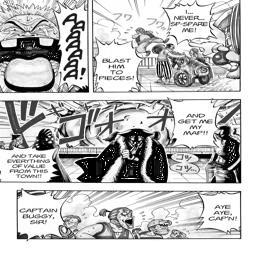 I...
NEVER...
SP-SPARE
ME!
BLAST
HIM
TO
PIECES!
AAAAAA!
AND
GET ME
MY
MAP!!
AND TAKE
EVERYTHING
OF VALUE
FROM THIS
TOWN!!
AYE
AYE,
CAP'N!
CAPTAIN
BUGGY,
SIR!